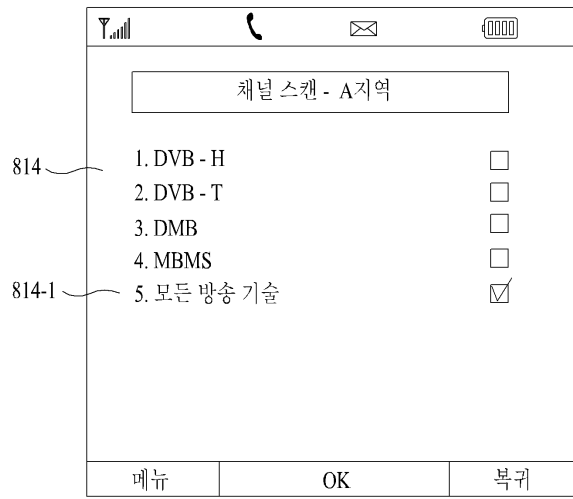 채널 스캔 - A지역
814
1. DVB - H
2. DVB - T
3. DMB
4. MBMS
814-1
5. 모든 방송 기술
메뉴
OK
복귀